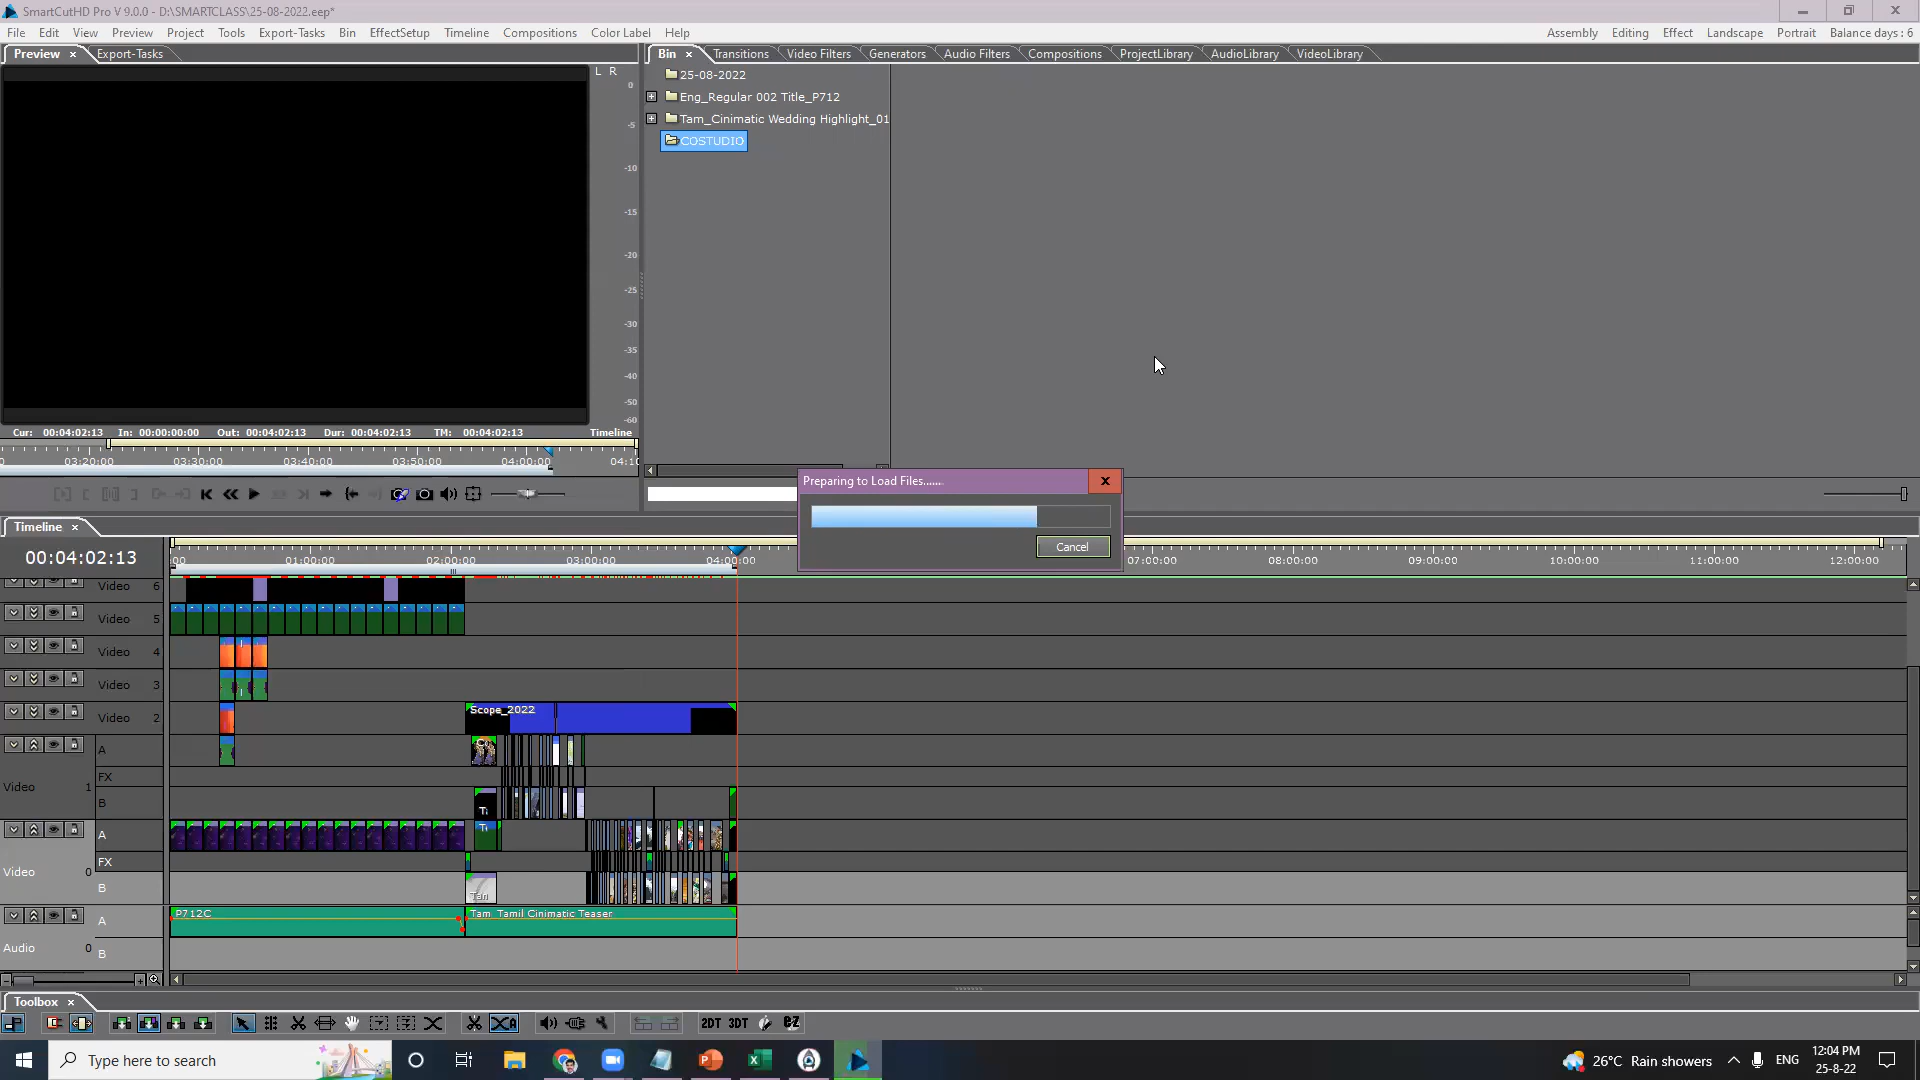 SmartCutHD Pro V 9.0.0 - D:\SMARTCLASS\25-08-2022.eep*
File Edit View Preview Project Tools Export-Tasks Bin EffectSetup Timeline Compositions Color Label Help
Assembly Editing Effect Landscape Portrait Balance days : 6
Preview × Export-Tasks
Bin × Transitions Video Filters Generators Audio Filters Compositions ProjectLibrary AudioLibrary VideoLibrary
L R
0
-5
-10
-15
-20
-25
-30
-35
-40
-50
-60
25-08-2022
Eng_Regular 002 Title_P712
Tam_Cinimatic Wedding Highlight_01
COSTUDIO
Cur: 00:04:02:13 In: 00:00:00:00 Out: 00:04:02:13 Dur: 00:04:02:13 TM: 00:04:02:13 Timeline
03:20:00 03:30:00 03:40:00 03:50:00 04:00:00 04:10
Preparing to Load Files.......
Cancel
Timeline ×
00:04:02:13
:00 01:00:00 02:00:00 03:00:00 04:00:00 07:00:00 08:00:00 09:00:00 10:00:00 11:00:00 12:00:00
Video 6
Video 5
Video 4
Video 3
Video 2
Scope_2022
A
FX
Video 1
B
Ti
Ti
A
FX
Video 0
B
Tan
A
P712C
Tam_Tamil Cinimatic Teaser
Audio 0
B
Toolbox ×
2DT 3DT EZ
Type here to search
26°C Rain showers
ENG
12:04 PM
25-8-22